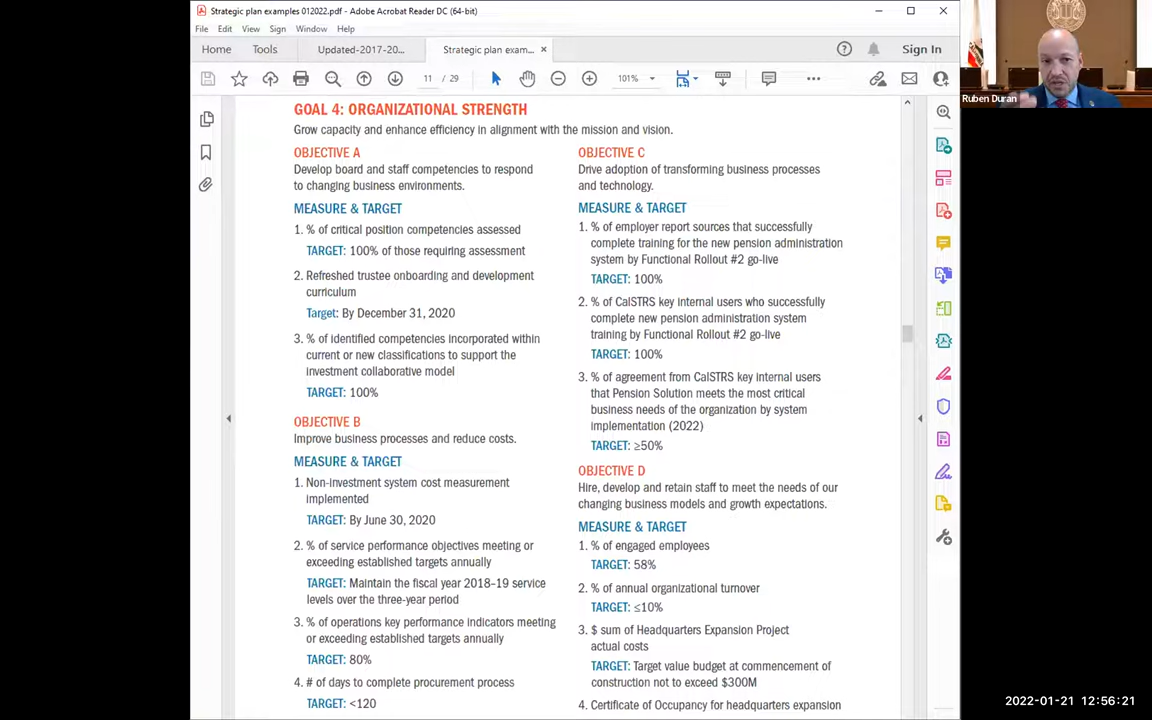 Strategic plan examples 012022.pdf - Adobe Acrobat Reader DC (64-bit)
File Edit View Sign Window Help
Home Tools Updated-2017-20... Strategic plan exam... × Sign In
11 / 29 101%
GOAL 4: ORGANIZATIONAL STRENGTH
Grow capacity and enhance efficiency in alignment with the mission and vision.
OBJECTIVE A
Develop board and staff competencies to respond
to changing business environments.
MEASURE & TARGET
1. % of critical position competencies assessed
TARGET: 100% of those requiring assessment
2. Refreshed trustee onboarding and development
curriculum
Target: By December 31, 2020
3. % of identified competencies incorporated within
current or new classifications to support the
investment collaborative model
TARGET: 100%
OBJECTIVE B
Improve business processes and reduce costs.
MEASURE & TARGET
1. Non-investment system cost measurement
implemented
TARGET: By June 30, 2020
2. % of service performance objectives meeting or
exceeding established targets annually
TARGET: Maintain the fiscal year 2018–19 service
levels over the three-year period
3. % of operations key performance indicators meeting
or exceeding established targets annually
TARGET: 80%
4. # of days to complete procurement process
TARGET: <120
OBJECTIVE C
Drive adoption of transforming business processes
and technology.
MEASURE & TARGET
1. % of employer report sources that successfully
complete training for the new pension administration
system by Functional Rollout #2 go-live
TARGET: 100%
2. % of CalSTRS key internal users who successfully
complete new pension administration system
training by Functional Rollout #2 go-live
TARGET: 100%
3. % of agreement from CalSTRS key internal users
that Pension Solution meets the most critical
business needs of the organization by system
implementation (2022)
TARGET: ≥50%
OBJECTIVE D
Hire, develop and retain staff to meet the needs of our
changing business models and growth expectations.
MEASURE & TARGET
1. % of engaged employees
TARGET: 58%
2. % of annual organizational turnover
TARGET: ≤10%
3. $ sum of Headquarters Expansion Project
actual costs
TARGET: Target value budget at commencement of
construction not to exceed $300M
4. Certificate of Occupancy for headquarters expansion
Ruben Duran
2022-01-21 12:56:21